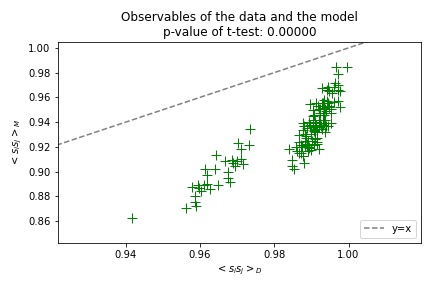 Observables of the data and the model
p-value of t-test: 0.00000
< s_i s_j >_M
1.00
0.98
0.96
0.94
0.92
0.90
0.88
0.86
y=x
0.94
0.96
0.98
1.00
< s_i s_j >_D